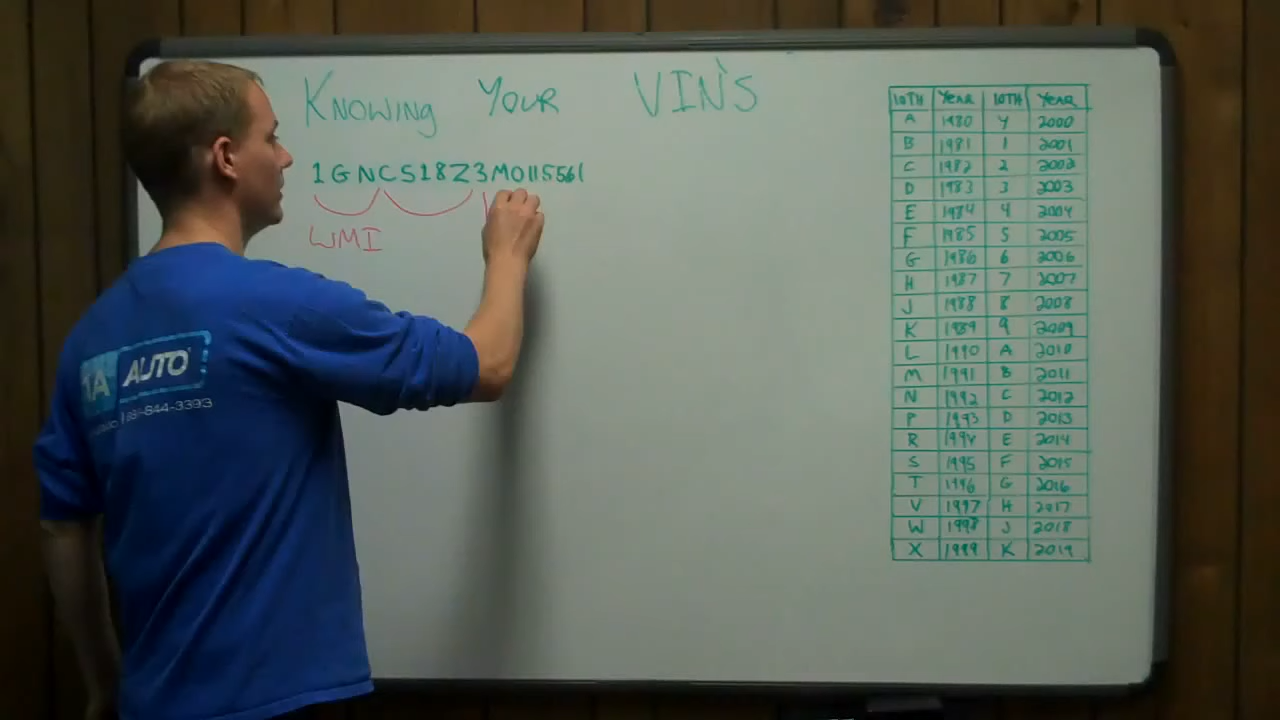 KNOWING YOUR VIN'S
1GNCS18Z3M0115561
WMI
1A AUTO
844-3393
10TH YEAR 10TH YEAR
A 1980 Y 2000
B 1981 1 2001
C 1982 2 2002
D 1983 3 2003
E 1984 4 2004
F 1985 5 2005
G 1986 6 2006
H 1987 7 2007
J 1988 8 2008
K 1989 9 2009
L 1990 A 2010
M 1991 B 2011
N 1992 C 2012
P 1993 D 2013
R 1994 E 2014
S 1995 F 2015
T 1996 G 2016
V 1997 H 2017
W 1998 J 2018
X 1999 K 2019